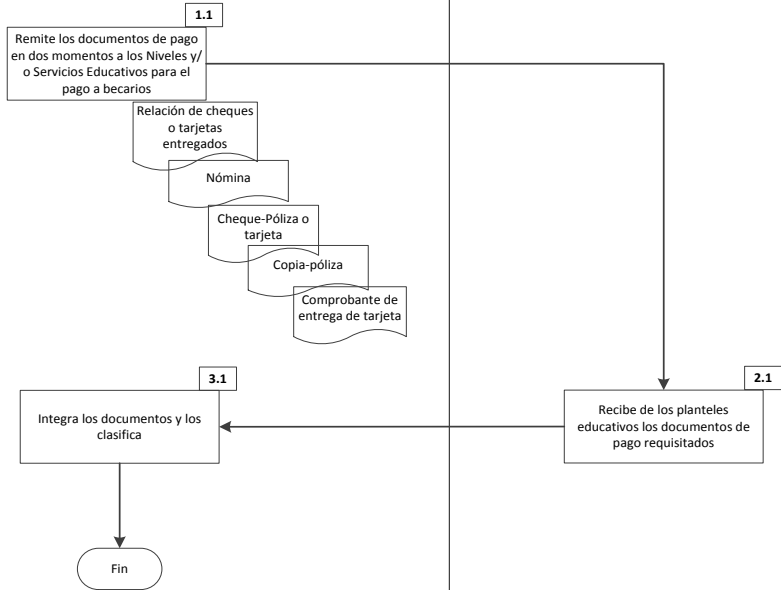 1.1
Remite los documentos de pago
en dos momentos a los Niveles y/
o Servicios Educativos para el
pago a becarios
Relación de cheques
o tarjetas
entregados
Nómina
Cheque-Póliza o
tarjeta
Copia-póliza
Comprobante de
entrega de tarjeta
3.1
Integra los documentos y los
clasifica
2.1
Recibe de los planteles
educativos los documentos de
pago requisitados
Fin